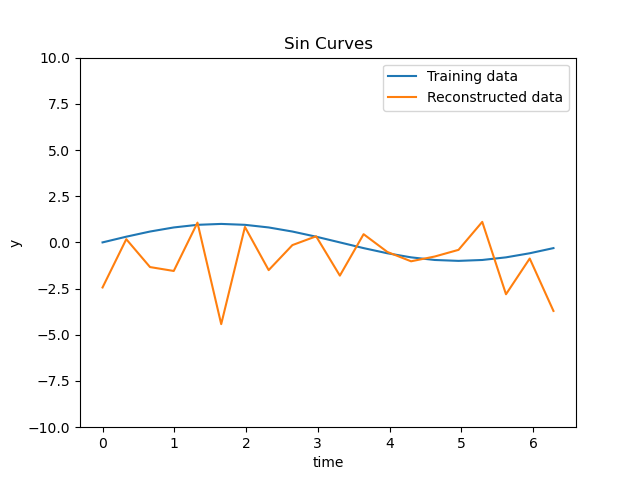 Sin Curves
Training data
Reconstructed data
10.0
7.5
5.0
2.5
0.0
−2.5
−5.0
−7.5
−10.0
y
0 1 2 3 4 5 6
time